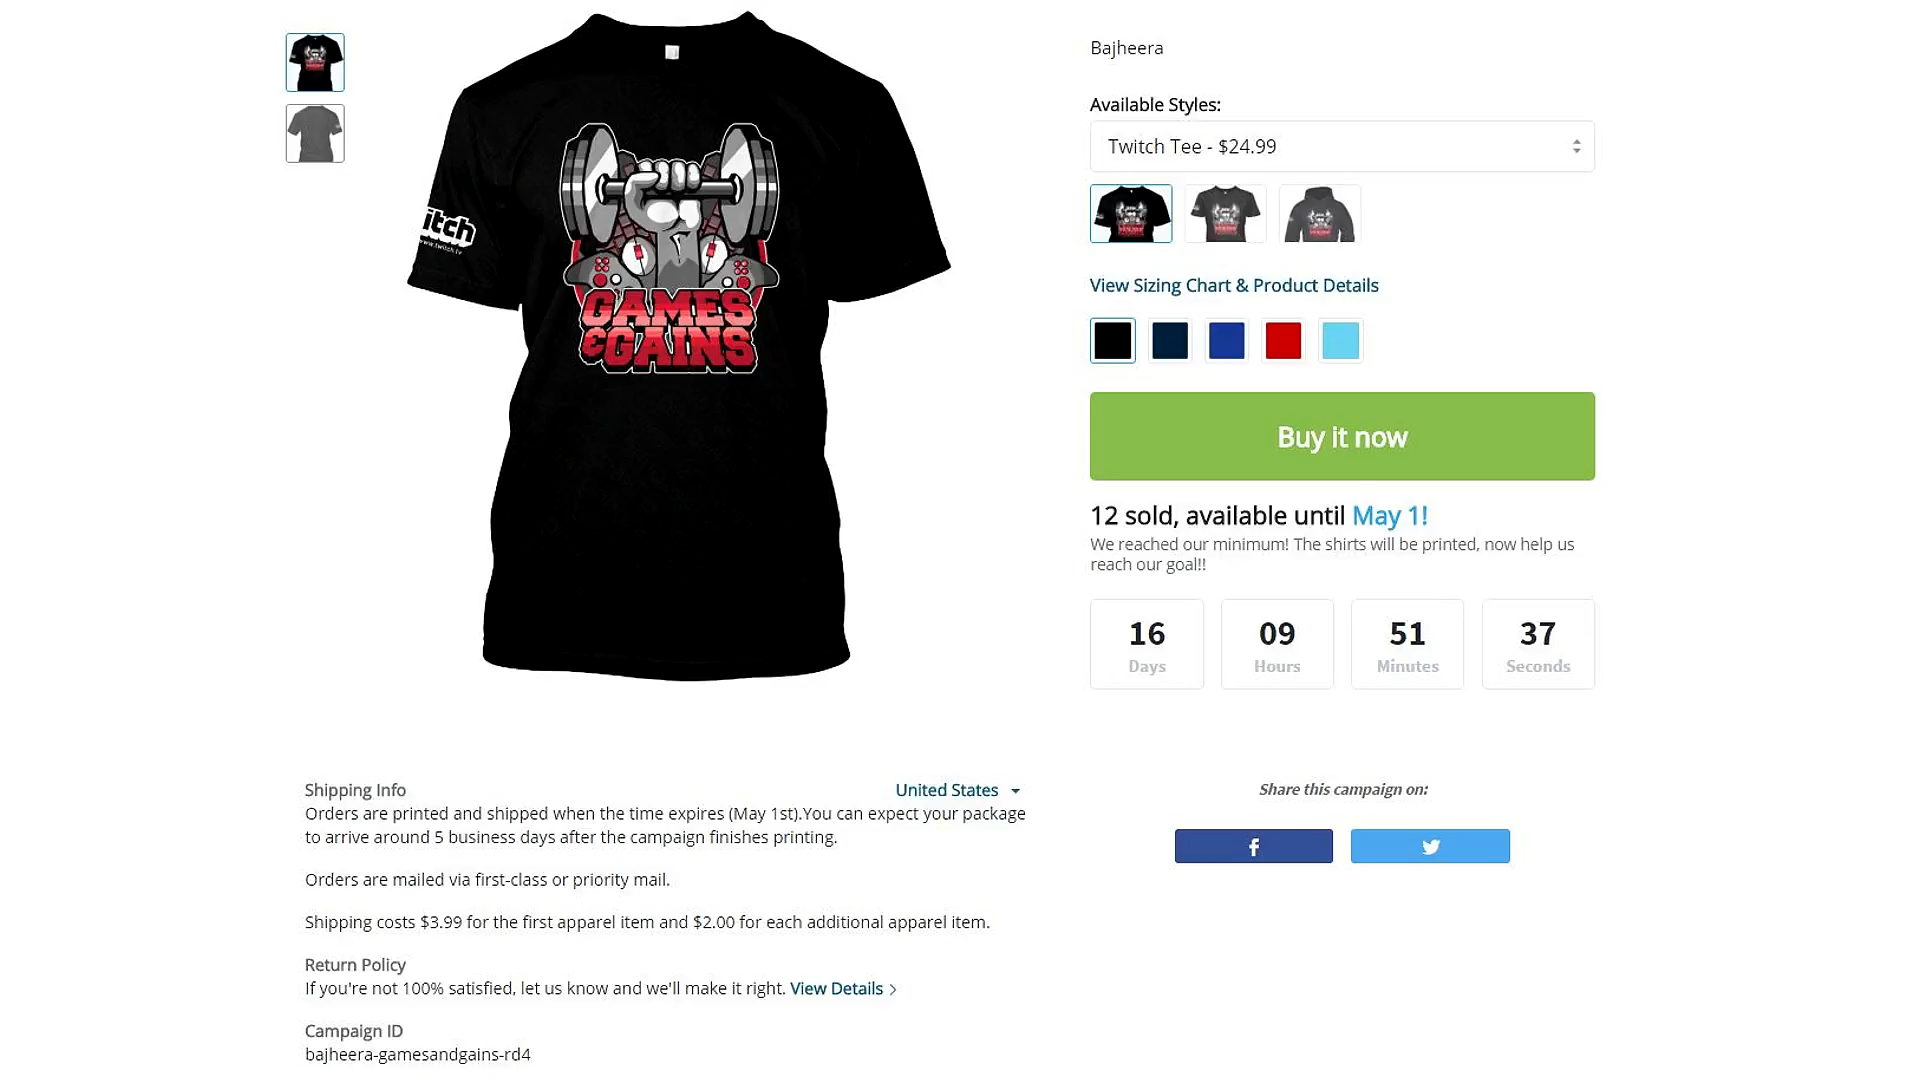 itch
www.twitch.tv
GAMES
&GAINS
Bajheera
Available Styles:
Twitch Tee - $24.99
View Sizing Chart & Product Details
Buy it now
12 sold, available until May 1!
We reached our minimum! The shirts will be printed, now help us
reach our goal!!
16 09 51 37
Days Hours Minutes Seconds
Shipping Info United States
Orders are printed and shipped when the time expires (May 1st).You can expect your package
to arrive around 5 business days after the campaign finishes printing.
Orders are mailed via first-class or priority mail.
Shipping costs $3.99 for the first apparel item and $2.00 for each additional apparel item.
Return Policy
If you're not 100% satisfied, let us know and we'll make it right. View Details >
Campaign ID
bajheera-gamesandgains-rd4
Share this campaign on: